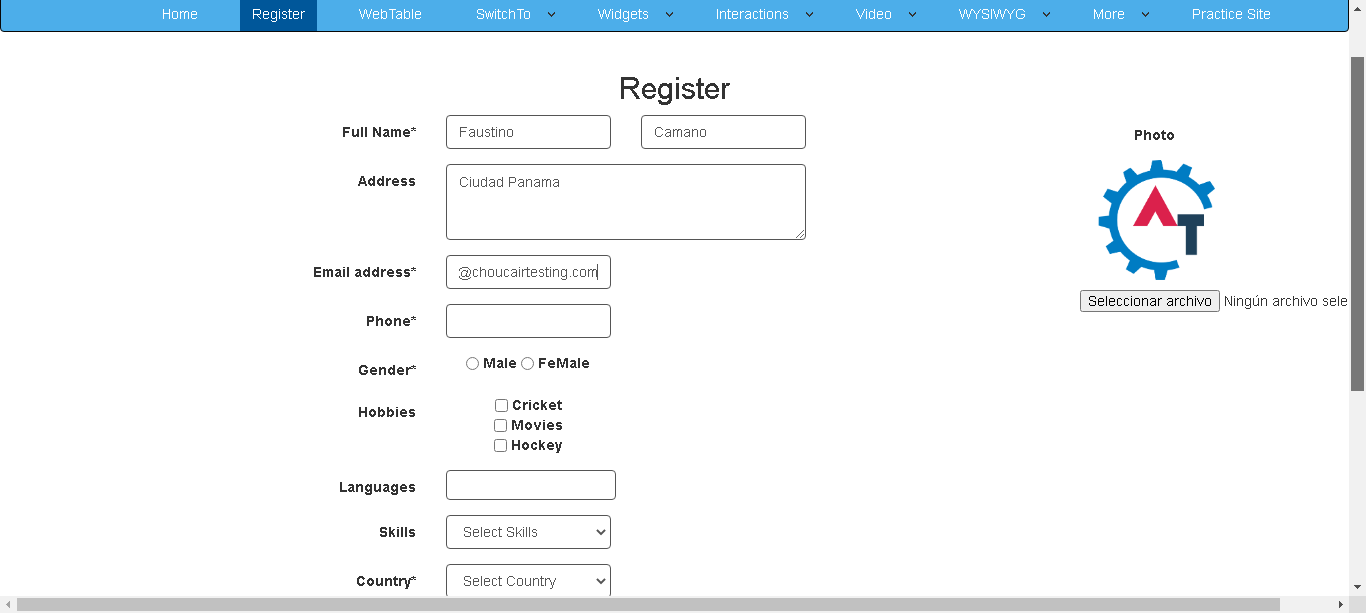 Home Register WebTable SwitchTo Widgets Interactions Video WYSIWYG More Practice Site
Register
Full Name* Faustino Camano
Photo
Address Ciudad Panama
AT
Email address* @choucairtesting.com
Seleccionar archivo Ningún archivo sele
Phone*
Gender* Male FeMale
Hobbies Cricket
Movies
Hockey
Languages
Skills Select Skills
Country* Select Country